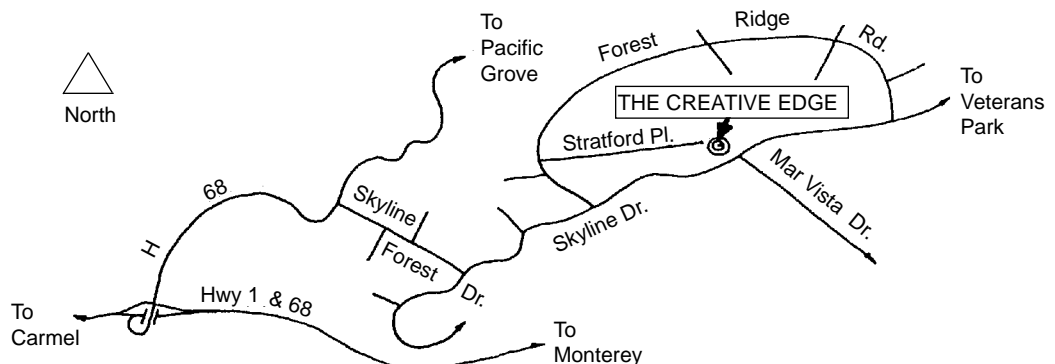 To
Pacific
Grove
North
Forest
Ridge
Rd.
To
Veterans
Park
THE CREATIVE EDGE
Stratford Pl.
Mar Vista Dr.
Skyline Dr.
68
H
Skyline
Forest
Dr.
Hwy 1 & 68
To
Carmel
To
Monterey